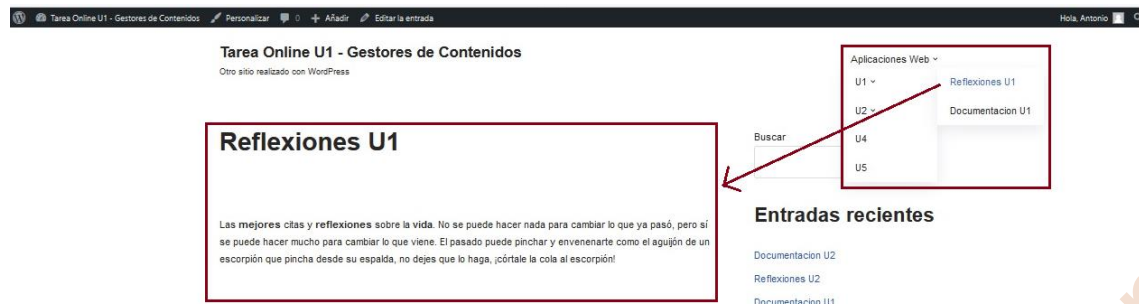 Tarea Online U1 - Gestores de Contenidos Personalizar 0 Añadir Editar la entrada Hola, Antonio
Tarea Online U1 - Gestores de Contenidos
Otro sitio realizado con WordPress
Aplicaciones Web
U1
Reflexiones U1
U2
Documentacion U1
U4
U5
Reflexiones U1
Las mejores citas y reflexiones sobre la vida. No se puede hacer nada para cambiar lo que ya pasó, pero sí
se puede hacer mucho para cambiar lo que viene. El pasado puede pinchar y envenenarte como el aguijón de un
escorpión que pincha desde su espalda, no dejes que lo haga, ¡córtale la cola al escorpión!
Buscar
Entradas recientes
Documentacion U2
Reflexiones U2
Documentacion U1